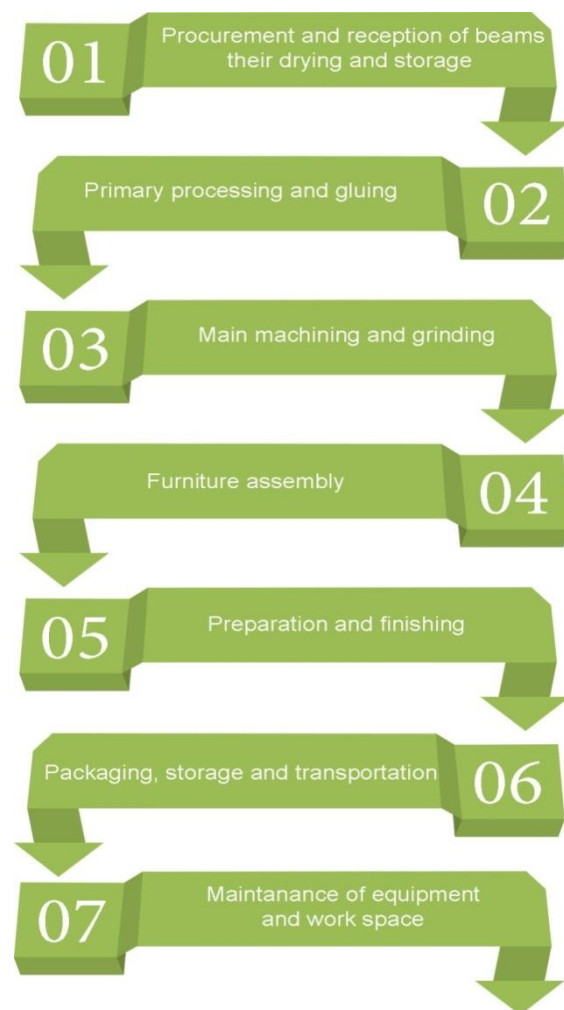 01
Procurement and reception of beams
their drying and storage
Primary processing and gluing
02
03
Main machining and grinding
Furniture assembly
04
05
Preparation and finishing
Packaging, storage and transportation
06
07
Maintanance of equipment
and work space